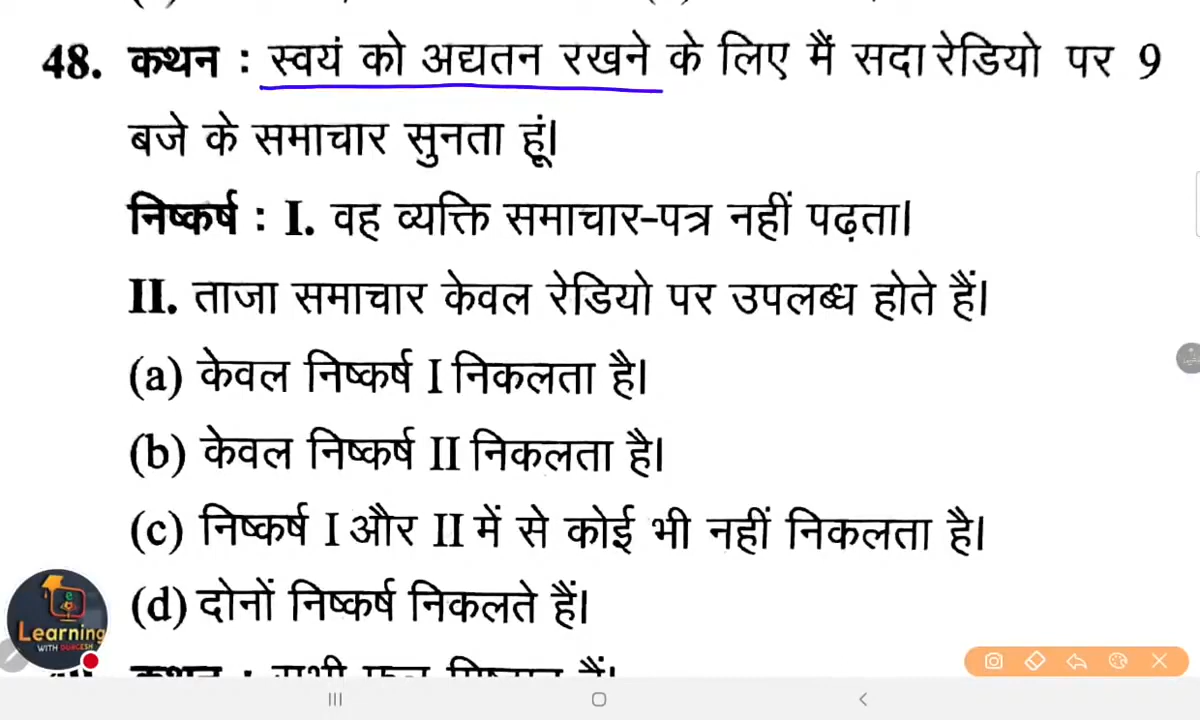 48. कथन : स्वयं को अद्यतन रखने के लिए मैं सदा रेडियो पर 9
बजे के समाचार सुनता हूं।
निष्कर्ष : I. वह व्यक्ति समाचार-पत्र नहीं पढ़ता।
II. ताजा समाचार केवल रेडियो पर उपलब्ध होते हैं।
(a) केवल निष्कर्ष I निकलता है।
(b) केवल निष्कर्ष II निकलता है।
(c) निष्कर्ष I और II में से कोई भी नहीं निकलता है।
(d) दोनों निष्कर्ष निकलते हैं।
Learning
WITH DURGESH